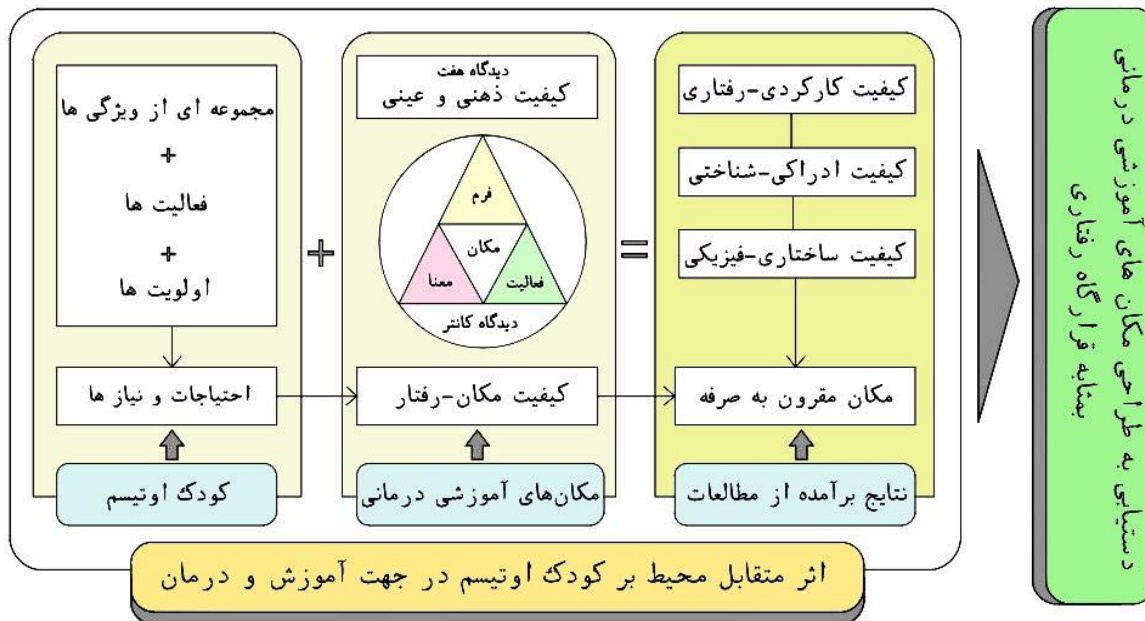 مجموعه ای از ویژگی ها
+
فعالیت ها
+
اولویت ها
احتیاجات و نیاز ها
کودک اوتیسم
+
دیدگاه هفت
کیفیت ذهنی و عینی
فرم
مکان
معنا
فعالیت
دیدگاه کانتر
کیفیت مکان-رفتار
مکان‌های آموزشی درمانی
=
کیفیت کارکردی-رفتاری
کیفیت ادراکی-شناختی
کیفیت ساختاری-فیزیکی
مکان مقرون به صرفه
نتایج برآمده از مطالعات
دستیابی به طراحی مکان های آموزشی درمانی
بمثابه قرارگاه رفتاری
اثر متقابل محیط بر کودک اوتیسم در جهت آموزش و درمان